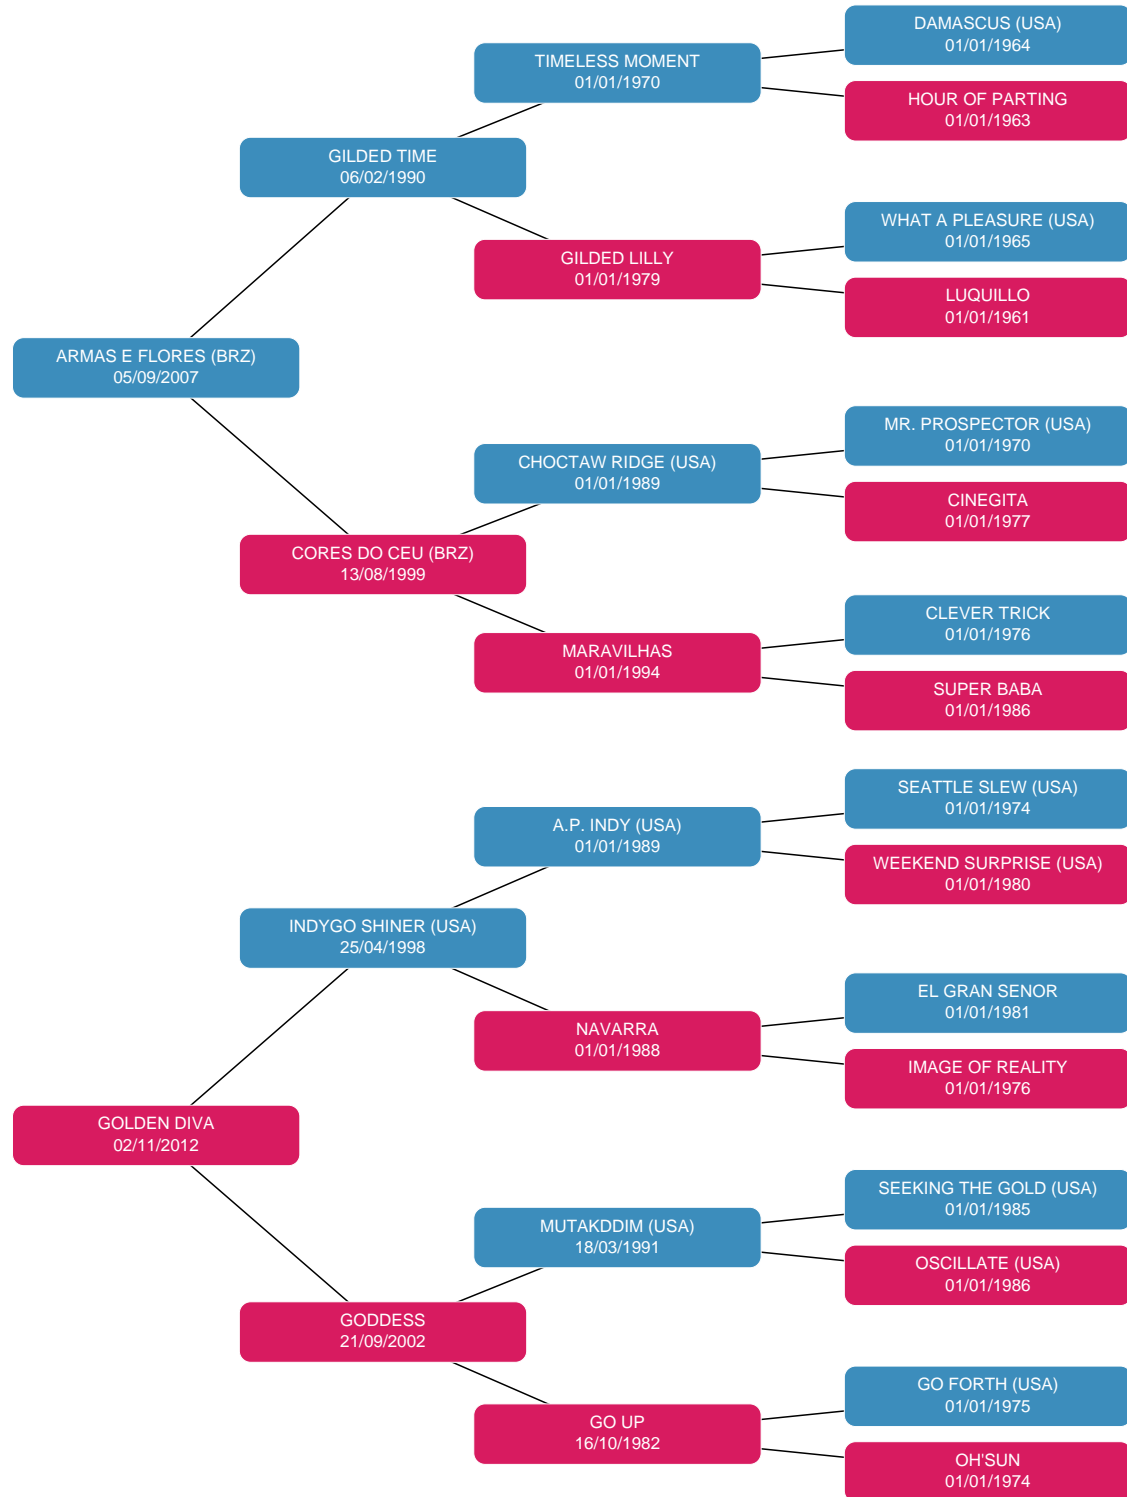 DAMASCUS (USA)
01/01/1964
TIMELESS MOMENT
01/01/1970
HOUR OF PARTING
01/01/1963
GILDED TIME
06/02/1990
WHAT A PLEASURE (USA)
01/01/1965
GILDED LILLY
01/01/1979
LUQUILLO
01/01/1961
ARMAS E FLORES (BRZ)
05/09/2007
MR. PROSPECTOR (USA)
01/01/1970
CHOCTAW RIDGE (USA)
01/01/1989
CINEGITA
01/01/1977
CORES DO CEU (BRZ)
13/08/1999
CLEVER TRICK
01/01/1976
MARAVILHAS
01/01/1994
SUPER BABA
01/01/1986
SEATTLE SLEW (USA)
01/01/1974
A.P. INDY (USA)
01/01/1989
WEEKEND SURPRISE (USA)
01/01/1980
INDYGO SHINER (USA)
25/04/1998
EL GRAN SENOR
01/01/1981
NAVARRA
01/01/1988
IMAGE OF REALITY
01/01/1976
GOLDEN DIVA
02/11/2012
SEEKING THE GOLD (USA)
01/01/1985
MUTAKDDIM (USA)
18/03/1991
OSCILLATE (USA)
01/01/1986
GODDESS
21/09/2002
GO FORTH (USA)
01/01/1975
GO UP
16/10/1982
OH'SUN
01/01/1974